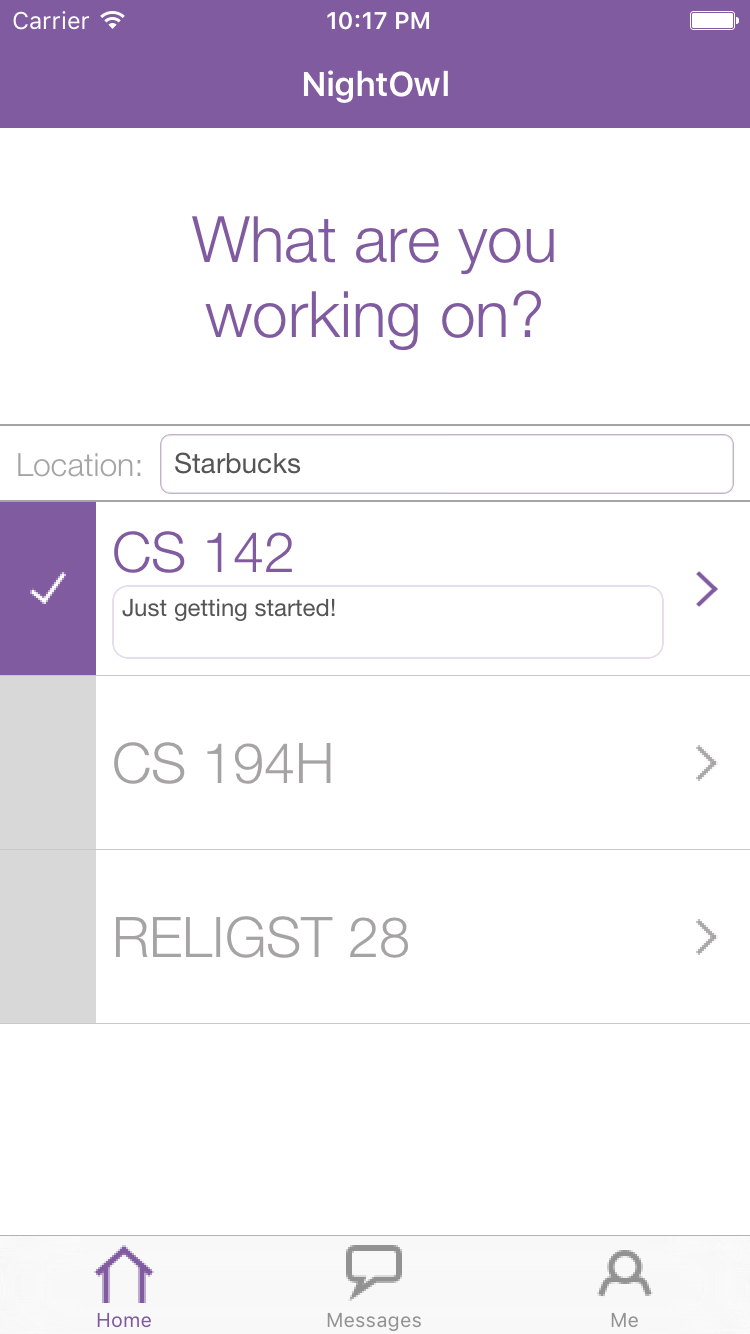 Carrier 10:17 PM
NightOwl
What are you
working on?
Location: Starbucks
CS 142
Just getting started!
CS 194H
RELIGST 28
Home Messages Me